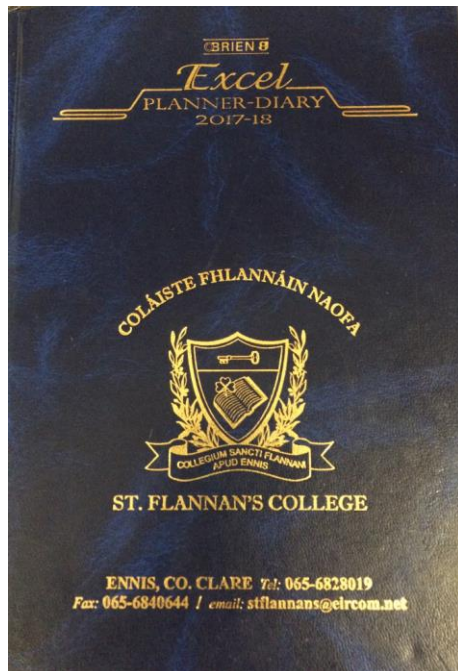 BRIEN
Excel
PLANNER-DIARY
2017-18
COLÁISTE FHLANNÁIN NAOFA
COLLEGIUM SANCTI FLANNANI
APUD ENNIS
ST. FLANNAN'S COLLEGE
ENNIS, CO. CLARE Tel: 065-6828019
Fax: 065-6840644 / email: stflannans@eircom.net